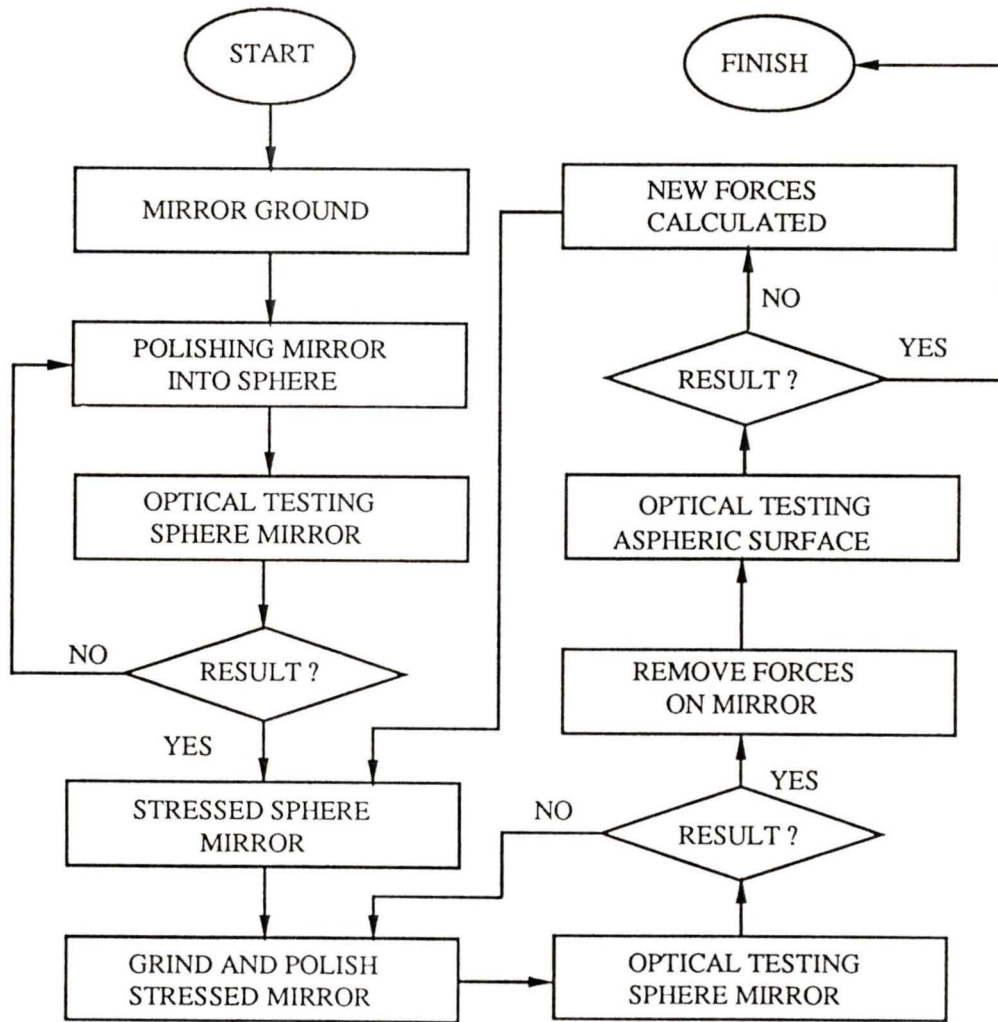 START
MIRROR GROUND
POLISHING MIRROR
INTO SPHERE
OPTICAL TESTING
SPHERE MIRROR
NO
RESULT ?
YES
STRESSED SPHERE
MIRROR
GRIND AND POLISH
STRESSED MIRROR
FINISH
NEW FORCES
CALCULATED
NO
YES
RESULT ?
OPTICAL TESTING
ASPHERIC SURFACE
REMOVE FORCES
ON MIRROR
YES
NO
RESULT ?
OPTICAL TESTING
SPHERE MIRROR